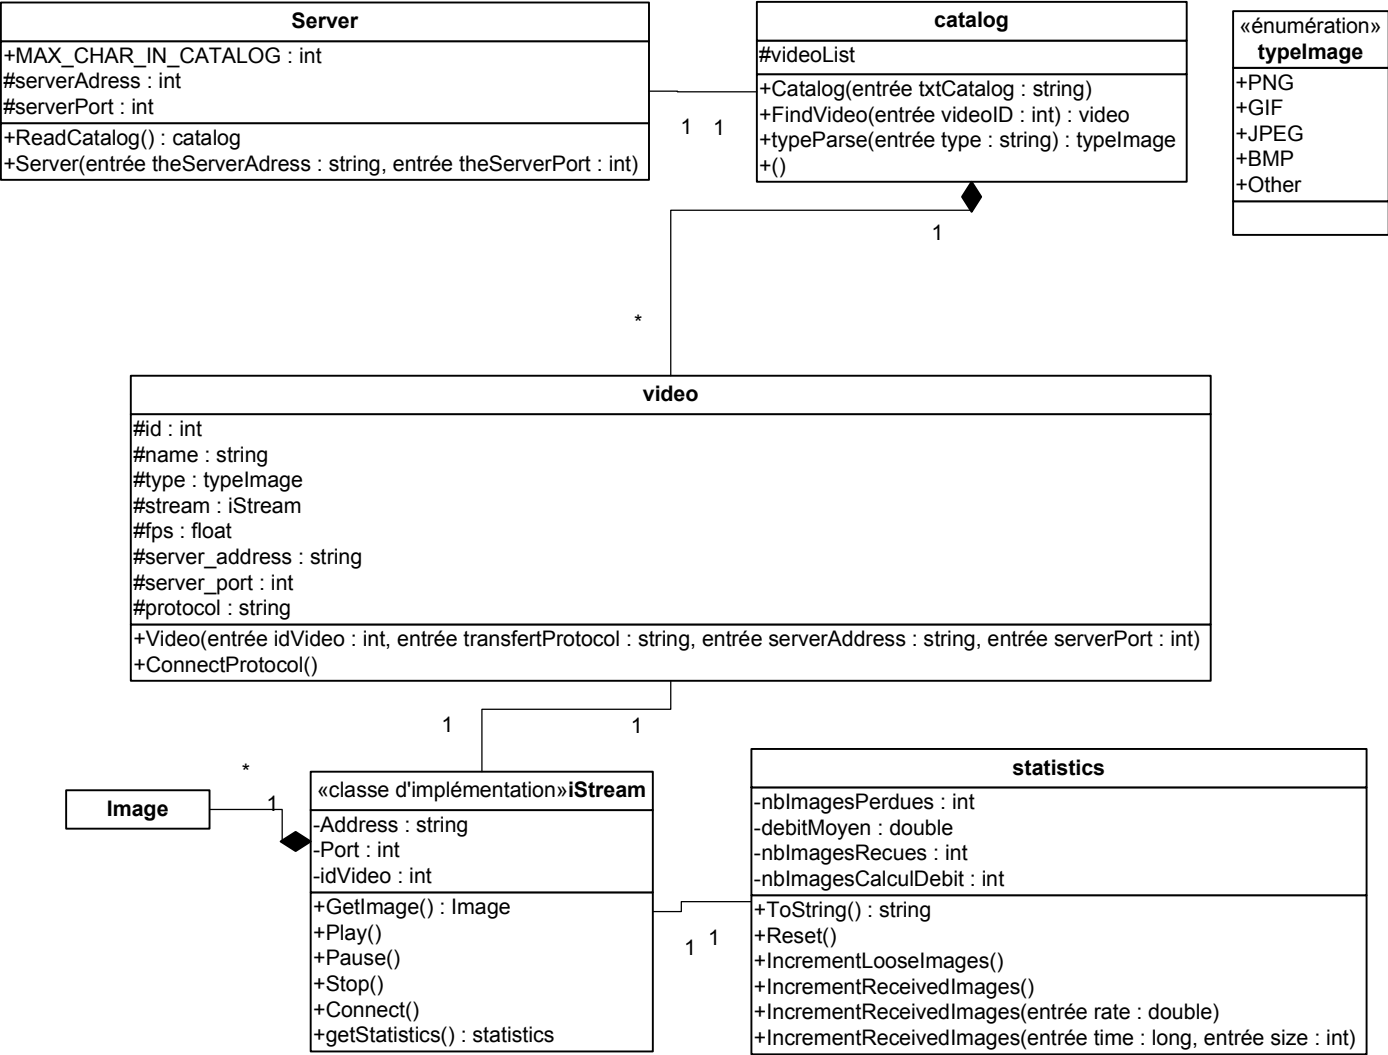 Server
+MAX_CHAR_IN_CATALOG : int
#serverAdress : int
#serverPort : int
+ReadCatalog() : catalog
+Server(entrée theServerAdress : string, entrée theServerPort : int)
catalog
#videoList
+Catalog(entrée txtCatalog : string)
+FindVideo(entrée videoID : int) : video
+typeParse(entrée type : string) : typeImage
+()
«énumération»
typeImage
+PNG
+GIF
+JPEG
+BMP
+Other
1 1
1
*
video
#id : int
#name : string
#type : typeImage
#stream : iStream
#fps : float
#server_address : string
#server_port : int
#protocol : string
+Video(entrée idVideo : int, entrée transfertProtocol : string, entrée serverAddress : string, entrée serverPort : int)
+ConnectProtocol()
1 1
*
1
Image
«classe d'implémentation»iStream
-Address : string
-Port : int
-idVideo : int
+GetImage() : Image
+Play()
+Pause()
+Stop()
+Connect()
+getStatistics() : statistics
1 1
statistics
-nbImagesPerdues : int
-debitMoyen : double
-nbImagesRecues : int
-nbImagesCalculDebit : int
+ToString() : string
+Reset()
+IncrementLooseImages()
+IncrementReceivedImages()
+IncrementReceivedImages(entrée rate : double)
+IncrementReceivedImages(entrée time : long, entrée size : int)